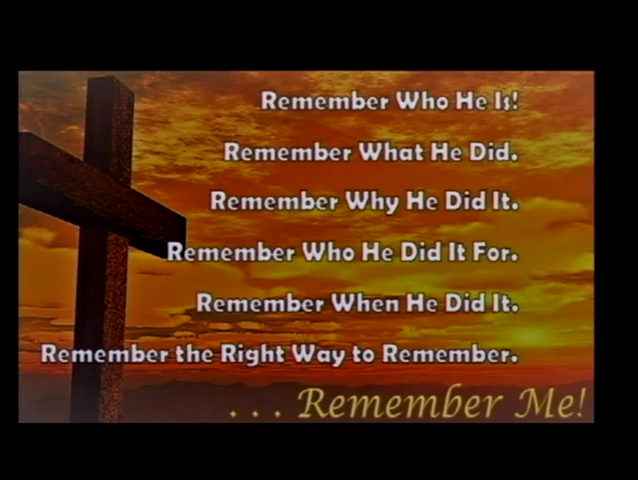 Remember Who He Is!
Remember What He Did.
Remember Why He Did It.
Remember Who He Did It For.
Remember When He Did It.
Remember the Right Way to Remember.
. . . Remember Me!